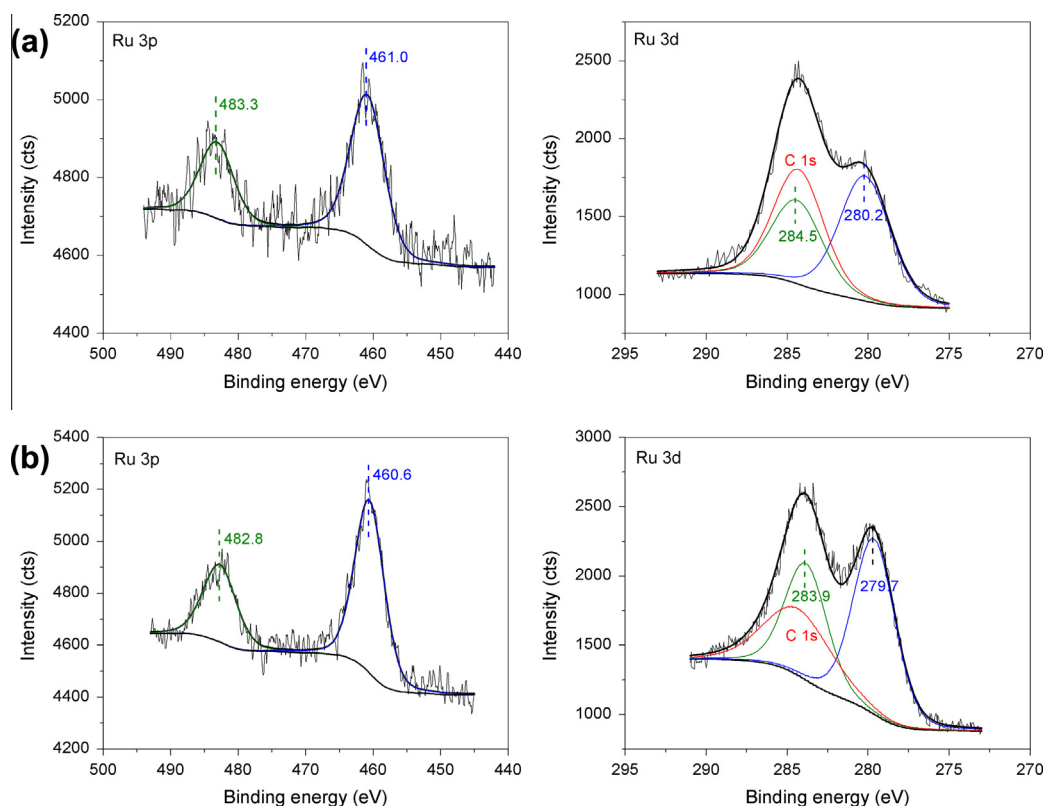 (a)
Ru 3p
461.0
483.3
5200
5000
4800
4600
4400
Intensity (cts)
500 490 480 470 460 450 440
Binding energy (eV)
Ru 3d
2500
2000
1500
1000
C 1s
284.5
280.2
Intensity (cts)
295 290 285 280 275 270
Binding energy (eV)
(b)
Ru 3p
460.6
482.8
5400
5200
5000
4800
4600
4400
4200
Intensity (cts)
500 490 480 470 460 450 440
Binding energy (eV)
Ru 3d
3000
2500
2000
1500
1000
283.9
279.7
C 1s
Intensity (cts)
295 290 285 280 275 270
Binding energy (eV)